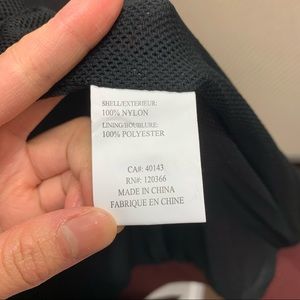 SHELL/EXTERIEUR:
100% NYLON
LINING/DOUBLURE:
100% POLYESTER
CA#: 40143
RN#: 120366
MADE IN CHINA
FABRIQUE EN CHINE